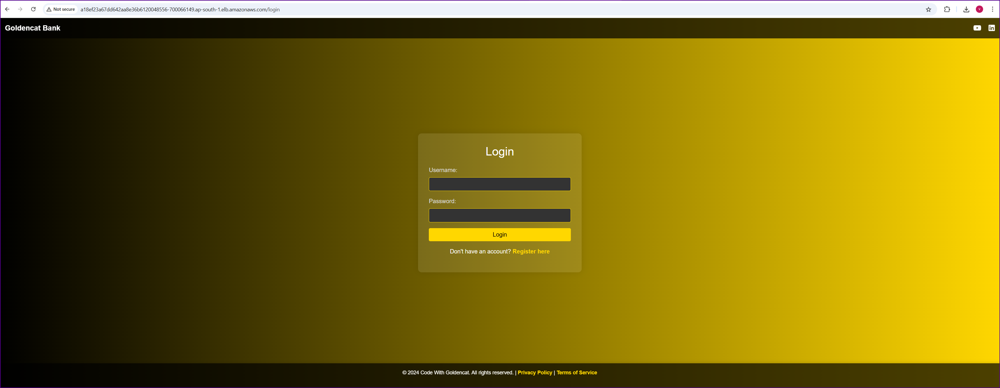 Not secure a18ef23a67dd642aa8e36b6120048556-700066149.ap-south-1.elb.amazonaws.com/login
V
Goldencat Bank
Login
Username:
Password:
Login
Don't have an account? Register here
© 2024 Code With Goldencat. All rights reserved. | Privacy Policy | Terms of Service